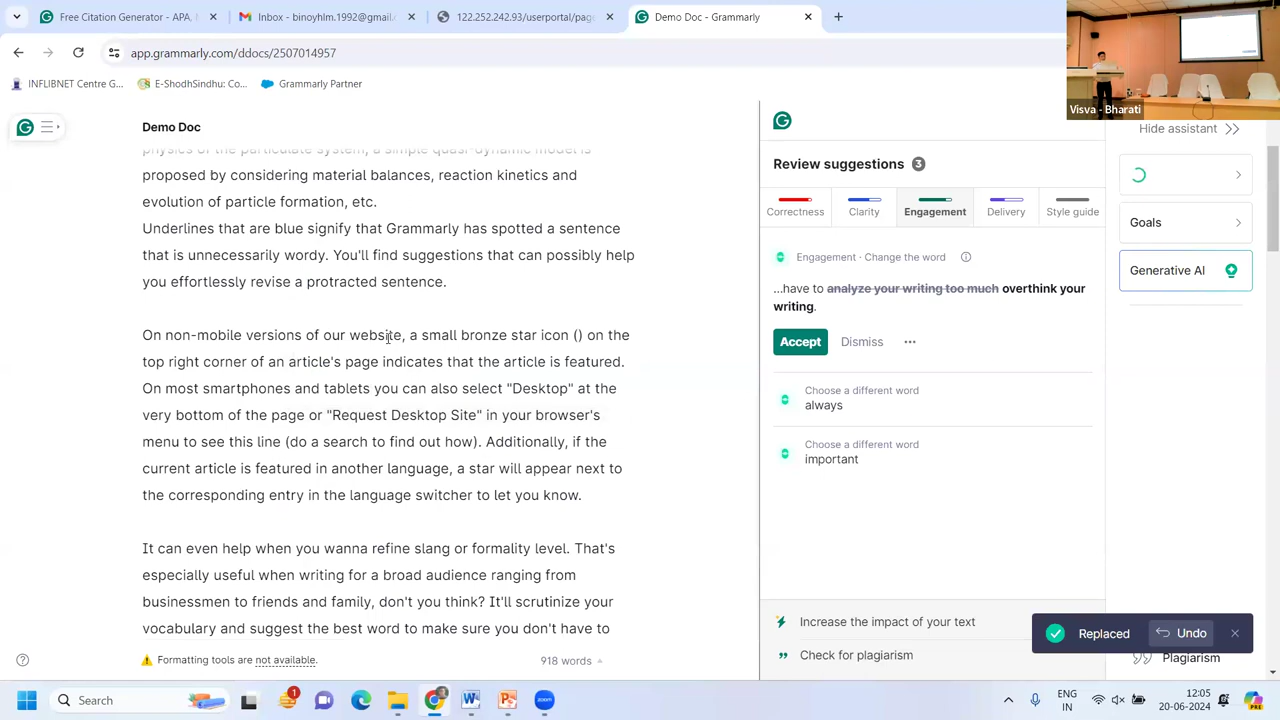 Free Citation Generator - APA,
Inbox - binoyhlm.1992@gmail.
122.252.242.93/userportal/pag
Demo Doc - Grammarly
app.grammarly.com/ddocs/2507014957
INFLIBNET Centre G...
E-ShodhSindhu: Co...
Grammarly Partner
Visva - Bharati
Demo Doc
physics of the particulate system, a simple quasi-dynamic model is
proposed by considering material balances, reaction kinetics and
evolution of particle formation, etc.
Underlines that are blue signify that Grammarly has spotted a sentence
that is unnecessarily wordy. You'll find suggestions that can possibly help
you effortlessly revise a protracted sentence.
On non-mobile versions of our website, a small bronze star icon () on the
top right corner of an article's page indicates that the article is featured.
On most smartphones and tablets you can also select "Desktop" at the
very bottom of the page or "Request Desktop Site" in your browser's
menu to see this line (do a search to find out how). Additionally, if the
current article is featured in another language, a star will appear next to
the corresponding entry in the language switcher to let you know.
It can even help when you wanna refine slang or formality level. That's
especially useful when writing for a broad audience ranging from
businessmen to friends and family, don't you think? It'll scrutinize your
vocabulary and suggest the best word to make sure you don't have to
Formatting tools are not available.
918 words
Review suggestions 3
Correctness
Clarity
Engagement
Delivery
Style guide
Engagement · Change the word
...have to analyze your writing too much overthink your
writing.
Accept
Dismiss
Choose a different word
always
Choose a different word
important
Increase the impact of your text
Check for plagiarism
Hide assistant
Goals
Generative AI
Replaced
Undo
Plagiarism
Search
1
3
ENG
IN
12:05
20-06-2024
PRE